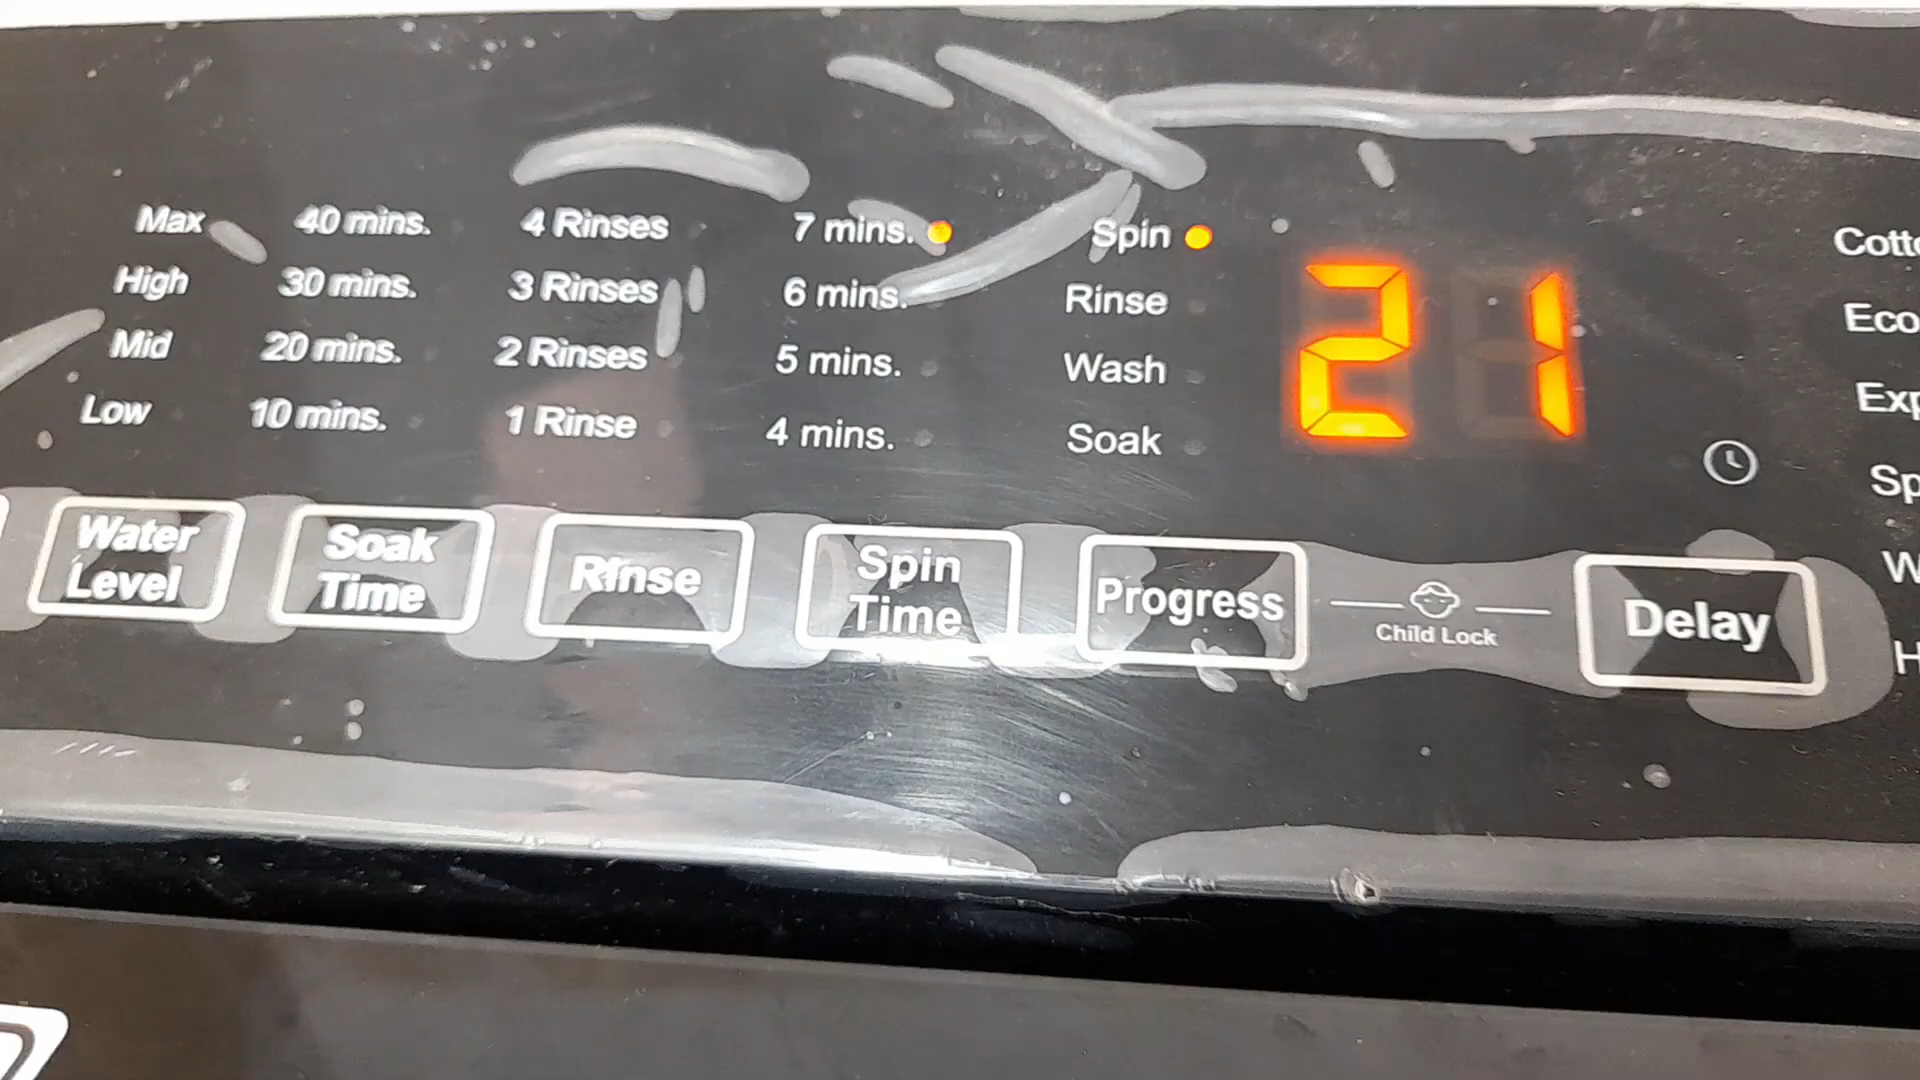 Max 40 mins. 4 Rinses 7 mins. Spin
High 30 mins. 3 Rinses 6 mins. Rinse
Mid 20 mins. 2 Rinses 5 mins. Wash
Low 10 mins. 1 Rinse 4 mins. Soak
21
Eco
Water
Level
Soak
Time
Rinse
Spin
Time
Progress
Child Lock
Delay